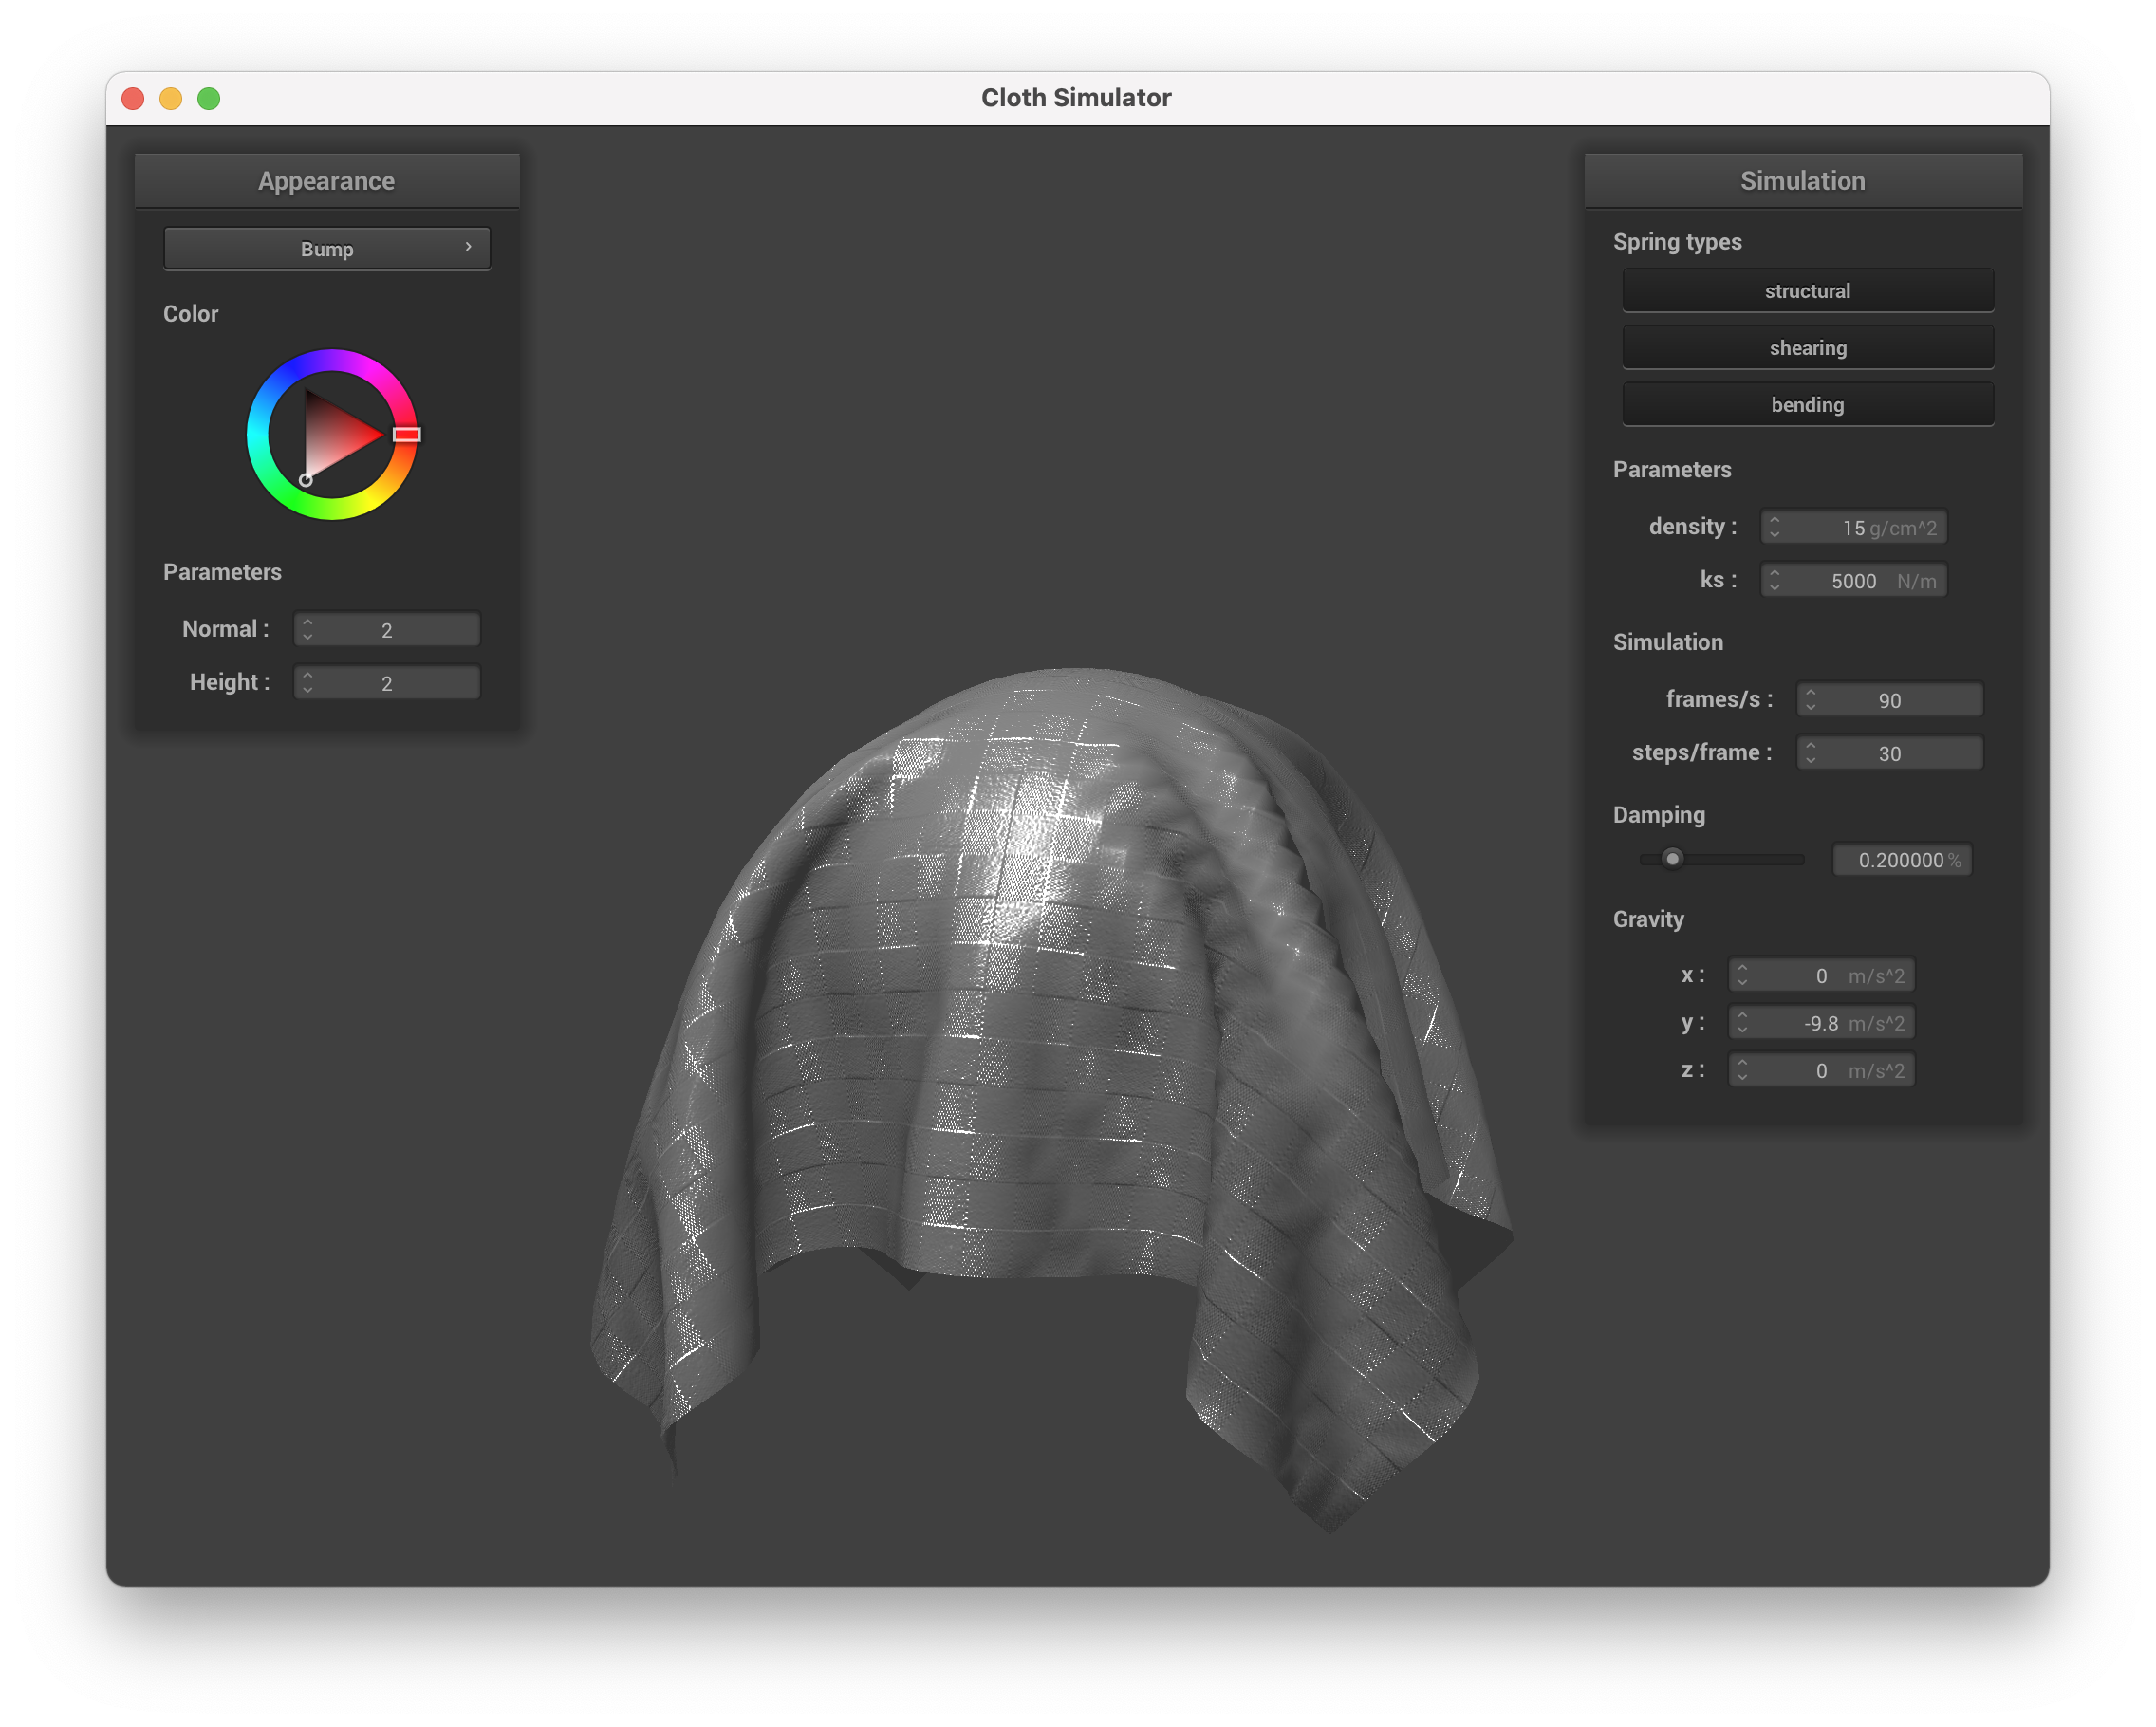 Cloth Simulator
Appearance
Bump
Color
Parameters
Normal : 2
Height : 2
Simulation
Spring types
structural
shearing
bending
Parameters
density : 15 g/cm^2
ks : 5000 N/m
Simulation
frames/s : 90
steps/frame : 30
Damping
0.200000 %
Gravity
x : 0 m/s^2
y : -9.8 m/s^2
z : 0 m/s^2